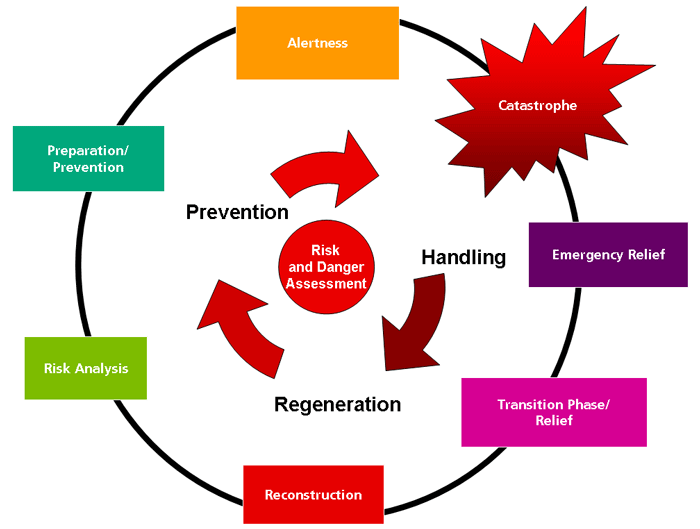 Alertness
Catastrophe
Preparation/
Prevention
Prevention
Risk
and Danger
Assessment
Handling
Emergency Relief
Risk Analysis
Regeneration
Transition Phase/
Relief
Reconstruction